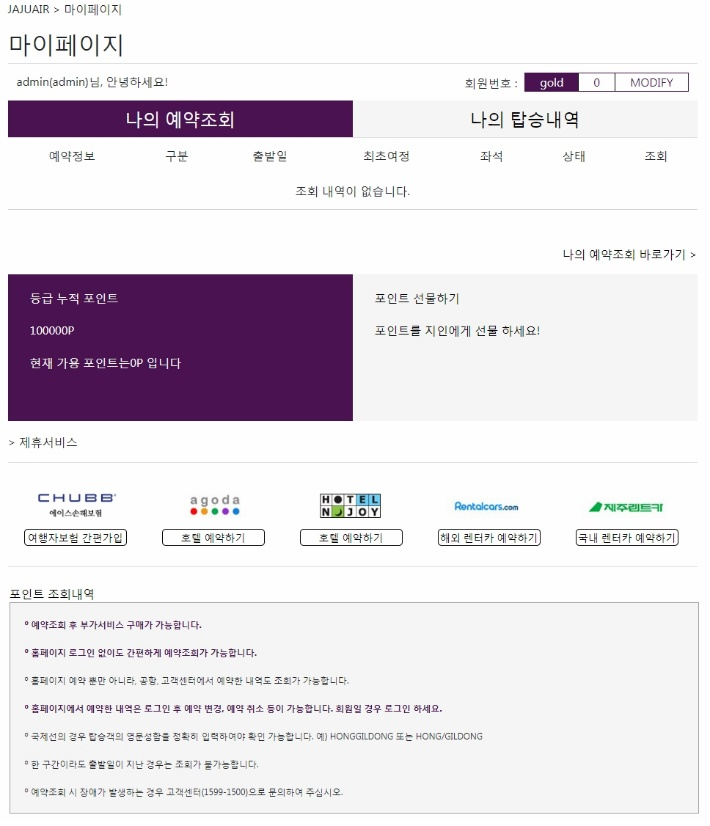 JAJUAIR > 마이페이지
마이페이지
admin(admin)님, 안녕하세요!
회원번호 : gold 0 MODIFY
나의 예약조회 나의 탑승내역
예약정보 구분 출발일 최초여정 좌석 상태 조회
조회 내역이 없습니다.
나의 예약조회 바로가기 >
등급 누적 포인트
100000P
현재 가용 포인트는0P 입니다
포인트 선물하기
포인트를 지인에게 선물 하세요!
> 제휴서비스
CHUBB
에이스손해보험
agoda
HOTEL
NJOY
Rentalcars.com
제주렌트카
여행자보험 간편가입 호텔 예약하기 호텔 예약하기 해외 렌터카 예약하기 국내 렌터카 예약하기
포인트 조회내역
º 예약조회 후 부가서비스 구매가 가능합니다.
º 홈페이지 로그인 없이도 간편하게 예약조회가 가능합니다.
º 홈페이지 예약 뿐만 아니라, 공항, 고객센터에서 예약한 내역도 조회가 가능합니다.
º 홈페이지에서 예약한 내역은 로그인 후 예약 변경, 예약 취소 등이 가능합니다. 회원일 경우 로그인 하세요.
º 국제선의 경우 탑승객의 영문성함을 정확히 입력하여야 확인 가능합니다. 예) HONGGILDONG 또는 HONG/GILDONG
º 한 구간이라도 출발일이 지난 경우는 조회가 불가능합니다.
º 예약조회 시 장애가 발생하는 경우 고객센터(1599-1500)으로 문의하여 주십시오.